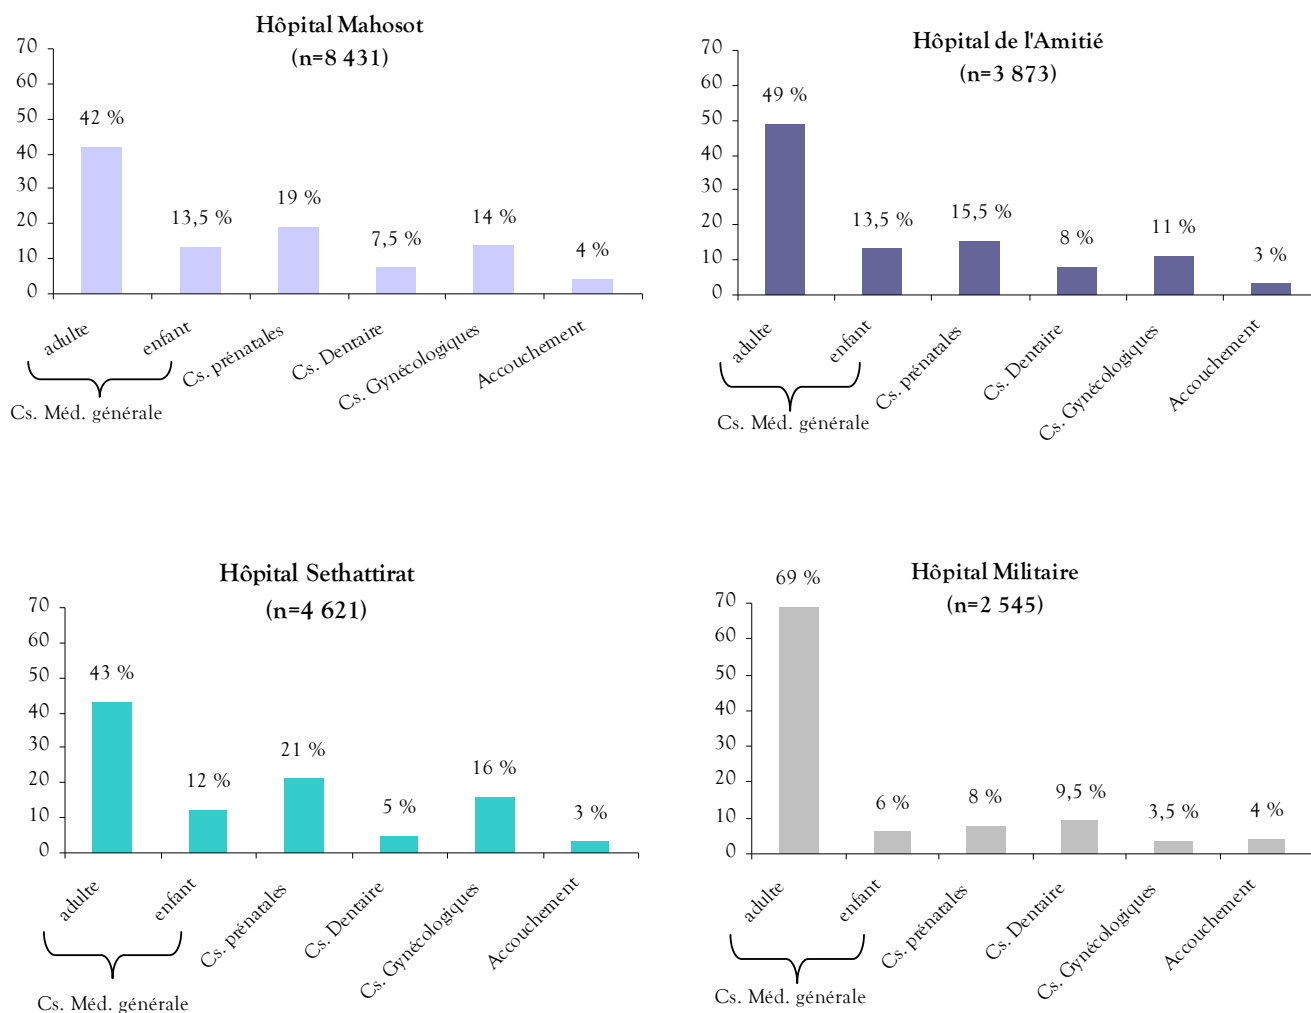 Hôpital Mahosot
(n=8 431)
70
60
50
40
30
20
10
0
42 %
13,5 %
19 %
7,5 %
14 %
4 %
adulte
enfant
Cs. prénatales
Cs. Dentaire
Cs. Gynécologiques
Accouchement
Cs. Méd. générale
Hôpital de l'Amitié
(n=3 873)
70
60
50
40
30
20
10
0
49 %
13,5 %
15,5 %
8 %
11 %
3 %
adulte
enfant
Cs. prénatales
Cs. Dentaire
Cs. Gynécologiques
Accouchement
Cs. Méd. générale
Hôpital Sethattirat
(n=4 621)
70
60
50
40
30
20
10
0
43 %
12 %
21 %
5 %
16 %
3 %
adulte
enfant
Cs. prénatales
Cs. Dentaire
Cs. Gynécologiques
Accouchement
Cs. Méd. générale
Hôpital Militaire
(n=2 545)
70
60
50
40
30
20
10
0
69 %
6 %
8 %
9,5 %
3,5 %
4 %
adulte
enfant
Cs. prénatales
Cs. Dentaire
Cs. Gynécologiques
Accouchement
Cs. Méd. générale